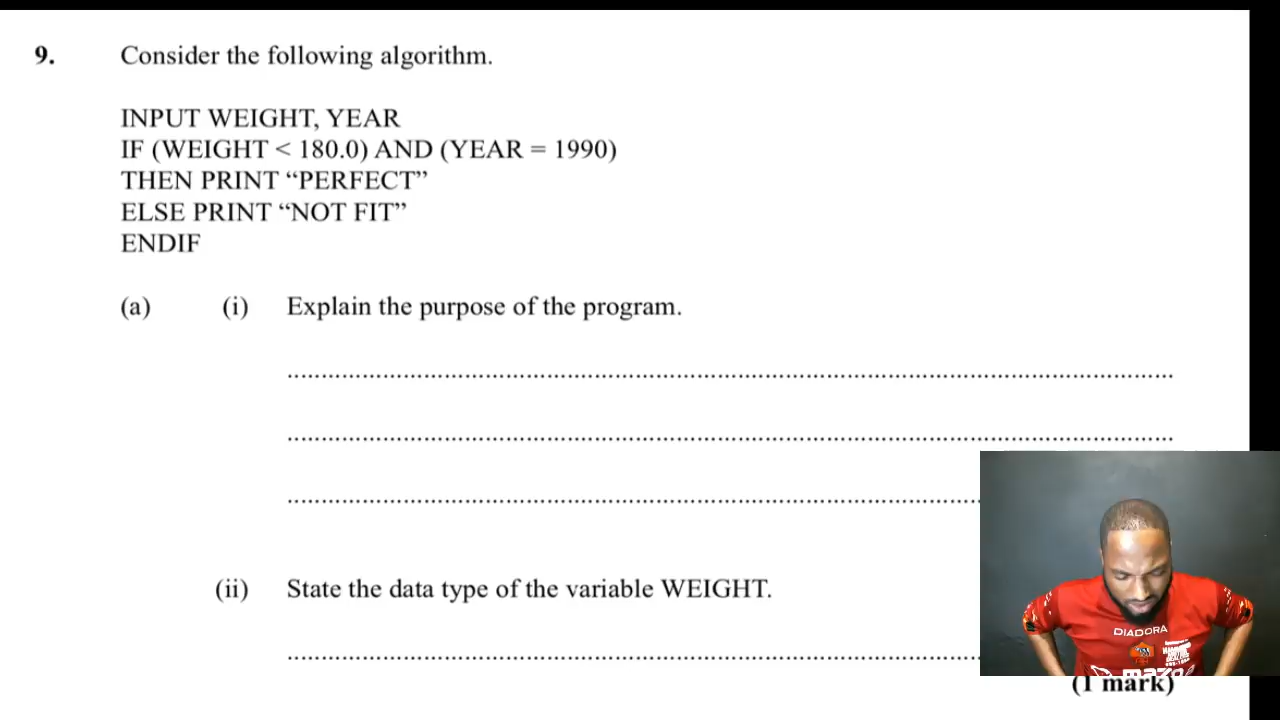 9. Consider the following algorithm.
INPUT WEIGHT, YEAR
IF (WEIGHT < 180.0) AND (YEAR = 1990)
THEN PRINT “PERFECT”
ELSE PRINT “NOT FIT”
ENDIF
(a) (i) Explain the purpose of the program.
(ii) State the data type of the variable WEIGHT.
DIADORA
(1 mark)